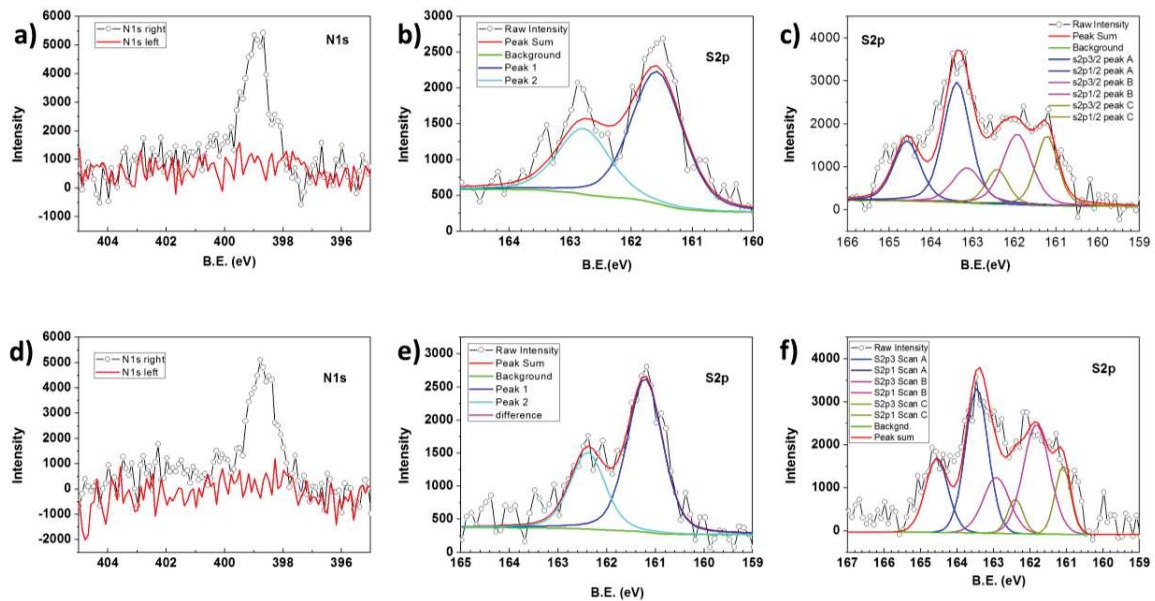 a)
N1s right
N1s left
N1s
Intensity
6000
5000
4000
3000
2000
1000
0
-1000
404 402 400 398 396
B.E. (eV)
b)
Raw Intensity
Peak Sum
Background
Peak 1
Peak 2
S2p
Intensity
3000
2500
2000
1500
1000
500
0
164 163 162 161 160
B.E.(eV)
c)
S2p
Raw Intensity
Peak Sum
Background
s2p3/2 peak A
s2p1/2 peak A
s2p3/2 peak B
s2p1/2 peak B
s2p3/2 peak C
s2p1/2 peak C
Intensity
4000
3000
2000
1000
0
166 165 164 163 162 161 160 159
B.E.(eV)
d)
N1s right
N1s left
N1s
Intensity
6000
5000
4000
3000
2000
1000
0
-1000
-2000
404 402 400 398 396
B.E. (eV)
e)
Raw Intensity
Peak Sum
Background
Peak 1
Peak 2
difference
S2p
Intensity
3000
2500
2000
1500
1000
500
0
165 164 163 162 161 160 159
B.E. (eV)
f)
Raw Intensity
S2p3 Scan A
S2p1 Scan A
S2p3 Scan B
S2p1 Scan B
S2p3 Scan C
S2p1 Scan C
Backgnd.
Peak sum
S2p
Intensity
4000
3000
2000
1000
0
167 166 165 164 163 162 161 160 159
B.E. (eV)